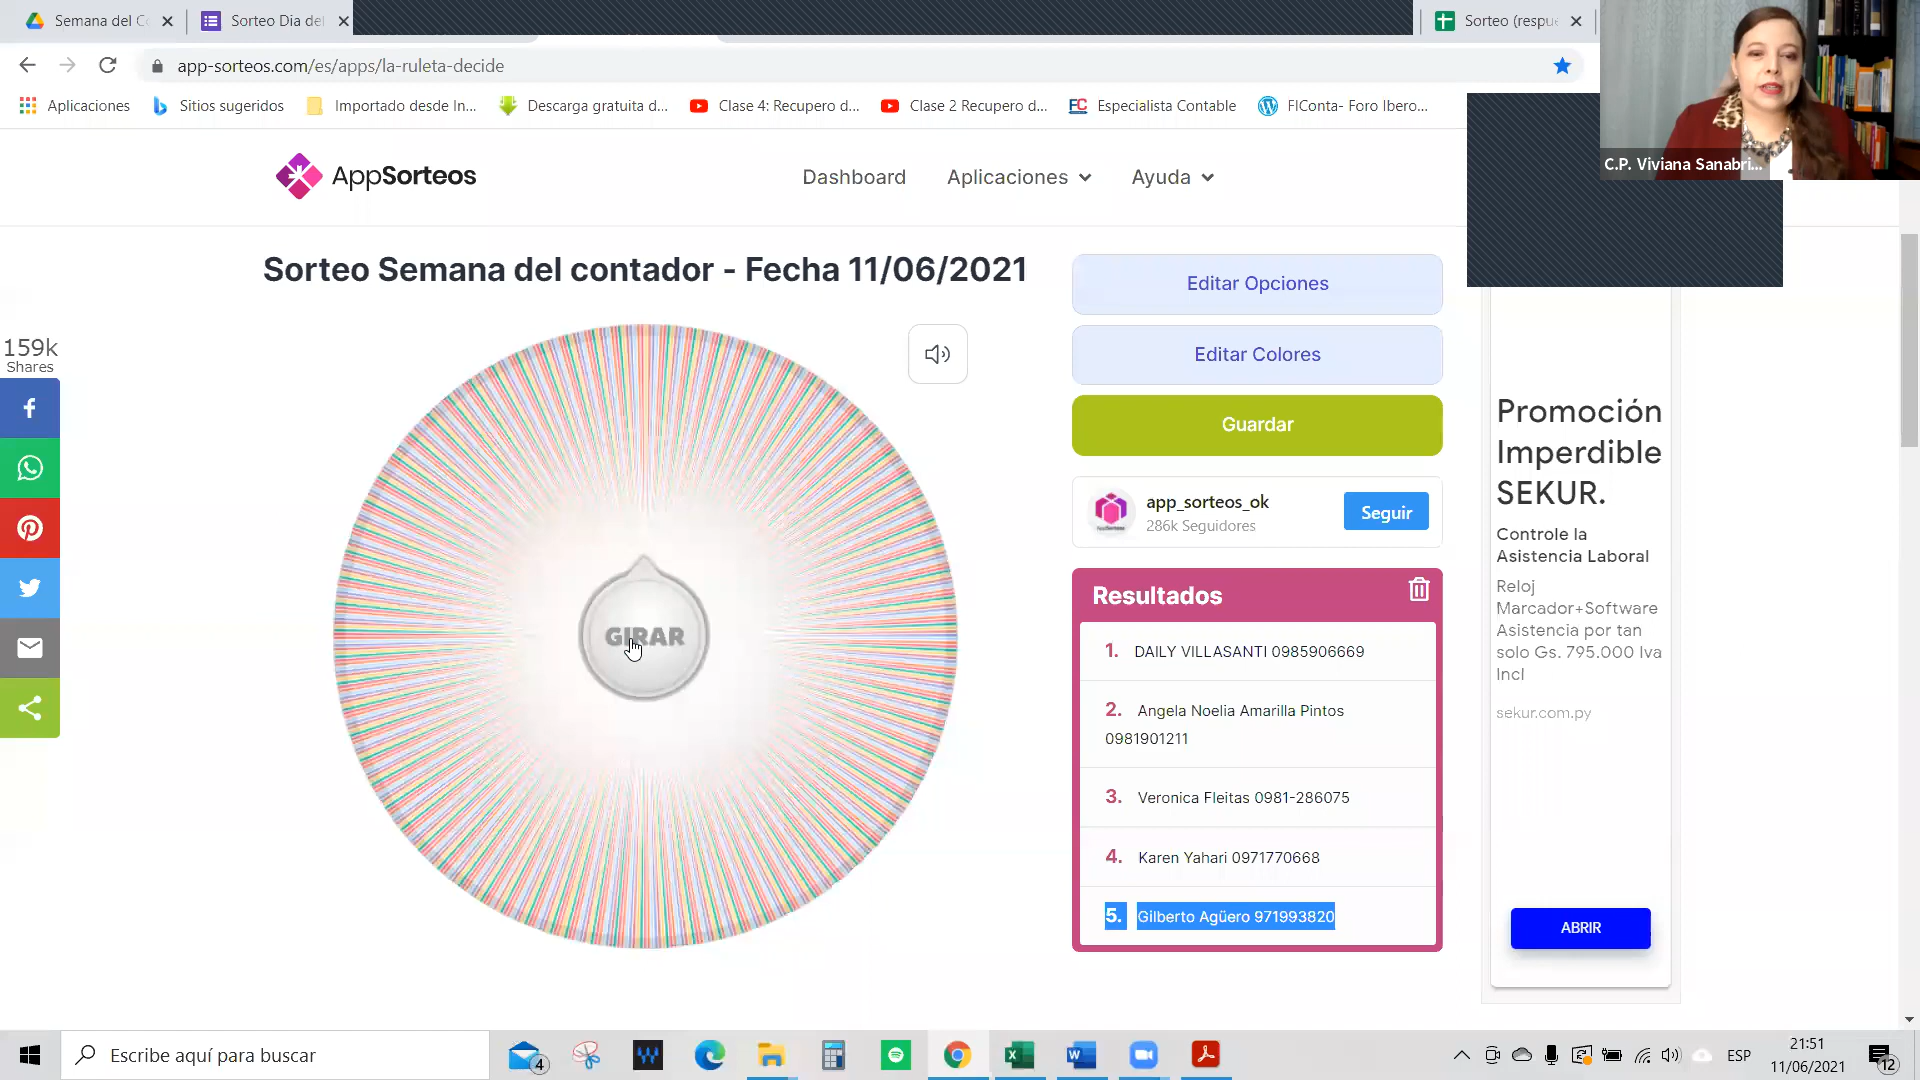 Semana del C
Sorteo Dia del
Sorteo (respu
app-sorteos.com/es/apps/la-ruleta-decide
Aplicaciones
Sitios sugeridos
Importado desde In...
Descarga gratuita d...
Clase 4: Recupero d...
Clase 2 Recupero d...
Especialista Contable
FIConta- Foro Ibero...
C.P. Viviana Sanabri...
AppSorteos
Dashboard
Aplicaciones
Ayuda
Sorteo Semana del contador - Fecha 11/06/2021
159k
Shares
GIRAR
Editar Opciones
Editar Colores
Guardar
app_sorteos_ok
286k Seguidores
Seguir
Resultados
1. DAILY VILLASANTI 0985906669
2. Angela Noelia Amarilla Pintos
0981901211
3. Veronica Fleitas 0981-286075
4. Karen Yahari 0971770668
5. Gilberto Agüero 971993820
Promoción
Imperdible
SEKUR.
Controle la
Asistencia Laboral
Reloj
Marcador+Software
Asistencia por tan
solo Gs. 795.000 Iva
Incl
sekur.com.py
ABRIR
Escribe aquí para buscar
4
ESP
21:51
11/06/2021
12